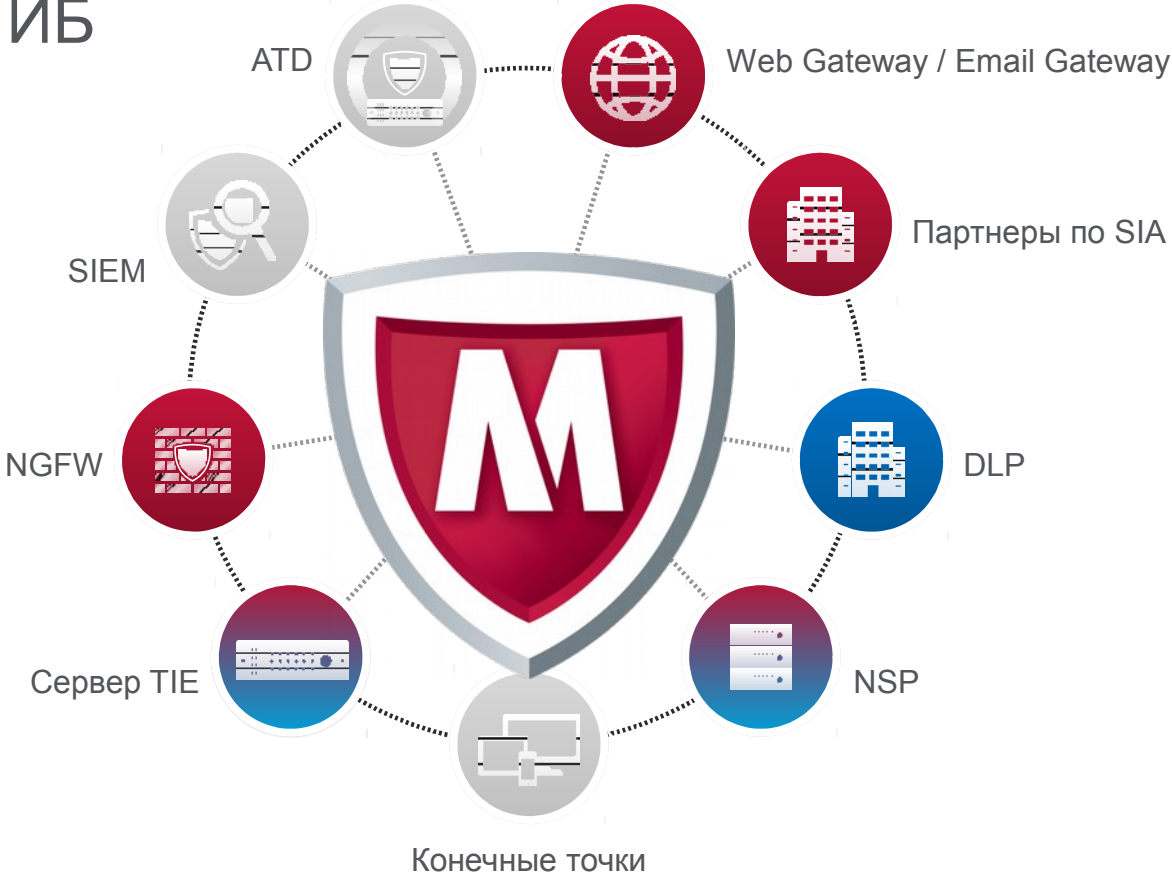 ИБ
ATD
Web Gateway / Email Gateway
Партнеры по SIA
SIEM
NGFW
DLP
Сервер TIE
NSP
Конечные точки